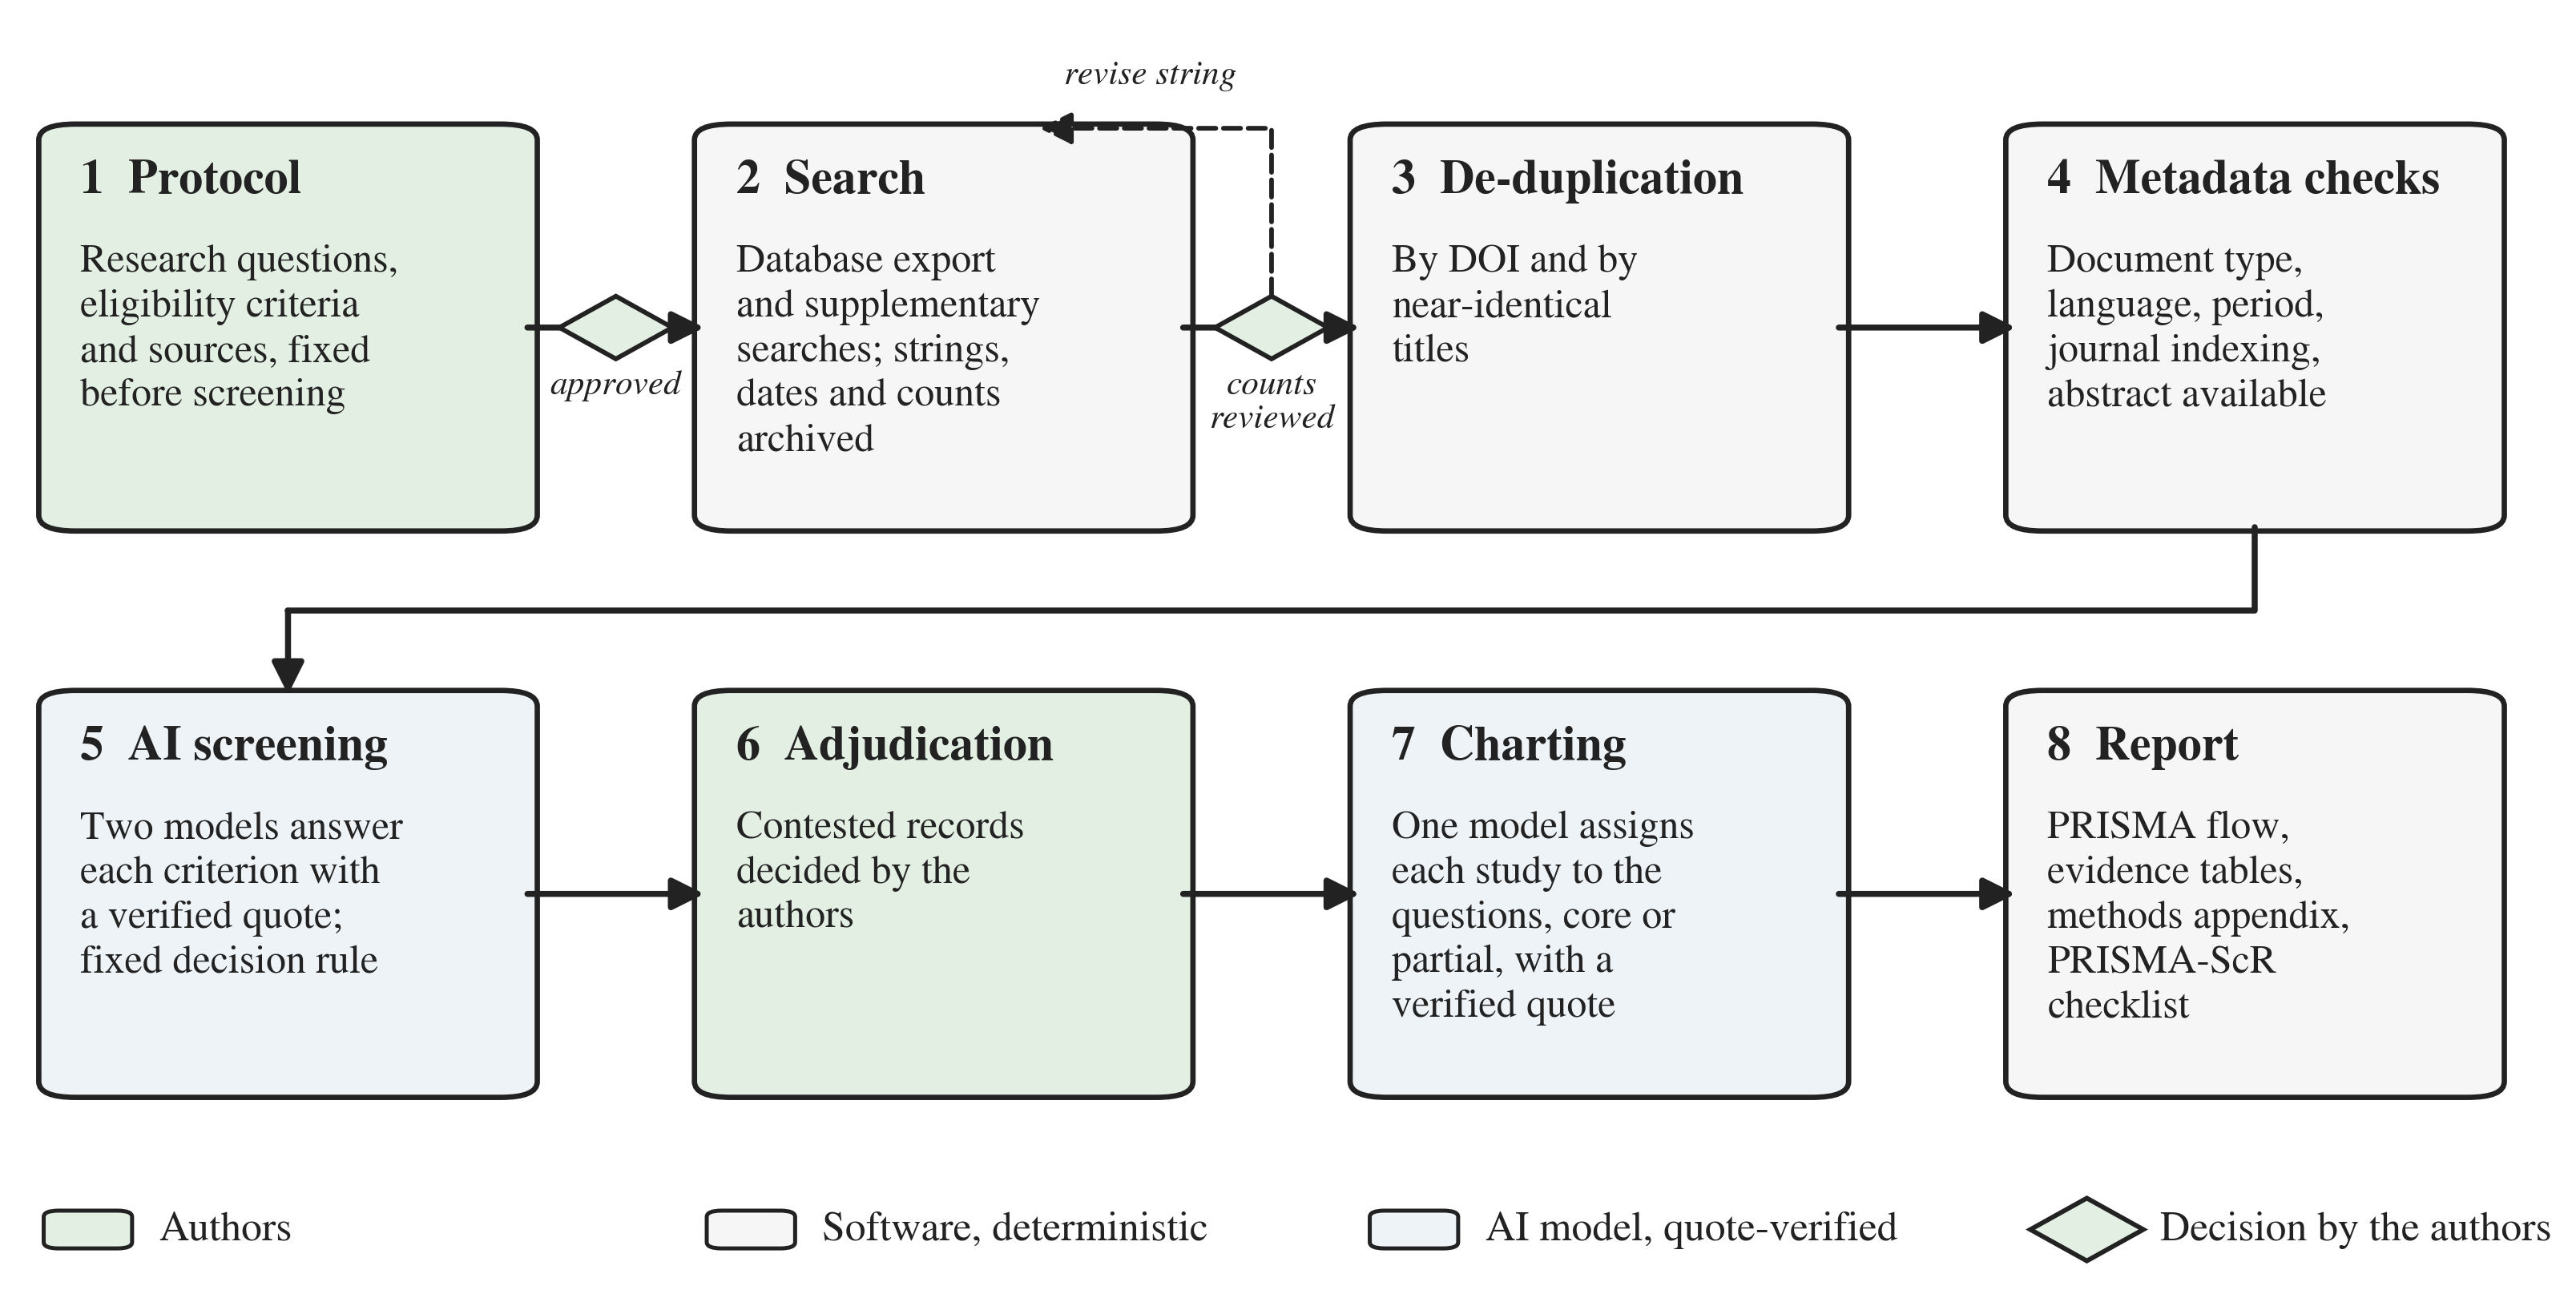 revise string
1 Protocol
Research questions,
eligibility criteria
and sources, fixed
before screening
approved
2 Search
Database export
and supplementary
searches; strings,
dates and counts
archived
counts
reviewed
3 De-duplication
By DOI and by
near-identical
titles
4 Metadata checks
Document type,
language, period,
journal indexing,
abstract available
5 AI screening
Two models answer
each criterion with
a verified quote;
fixed decision rule
6 Adjudication
Contested records
decided by the
authors
7 Charting
One model assigns
each study to the
questions, core or
partial, with a
verified quote
8 Report
PRISMA flow,
evidence tables,
methods appendix,
PRISMA-ScR
checklist
Authors
Software, deterministic
AI model, quote-verified
Decision by the authors